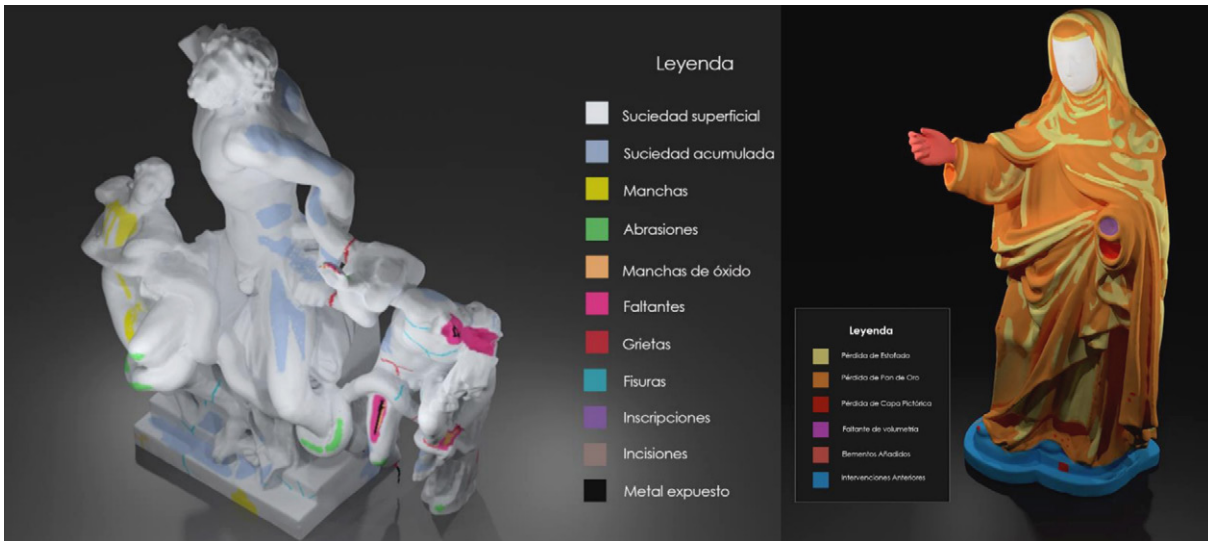 Leyenda
Suciedad superficial
Suciedad acumulada
Manchas
Abrasiones
Manchas de óxido
Faltantes
Grietas
Fisuras
Inscripciones
Incisiones
Metal expuesto
Leyenda
Pérdida de Estofado
Pérdida de Pan de Oro
Pérdida de Capa Pictórica
Faltante de volumetría
Elementos Añadidos
Intervenciones Anteriores